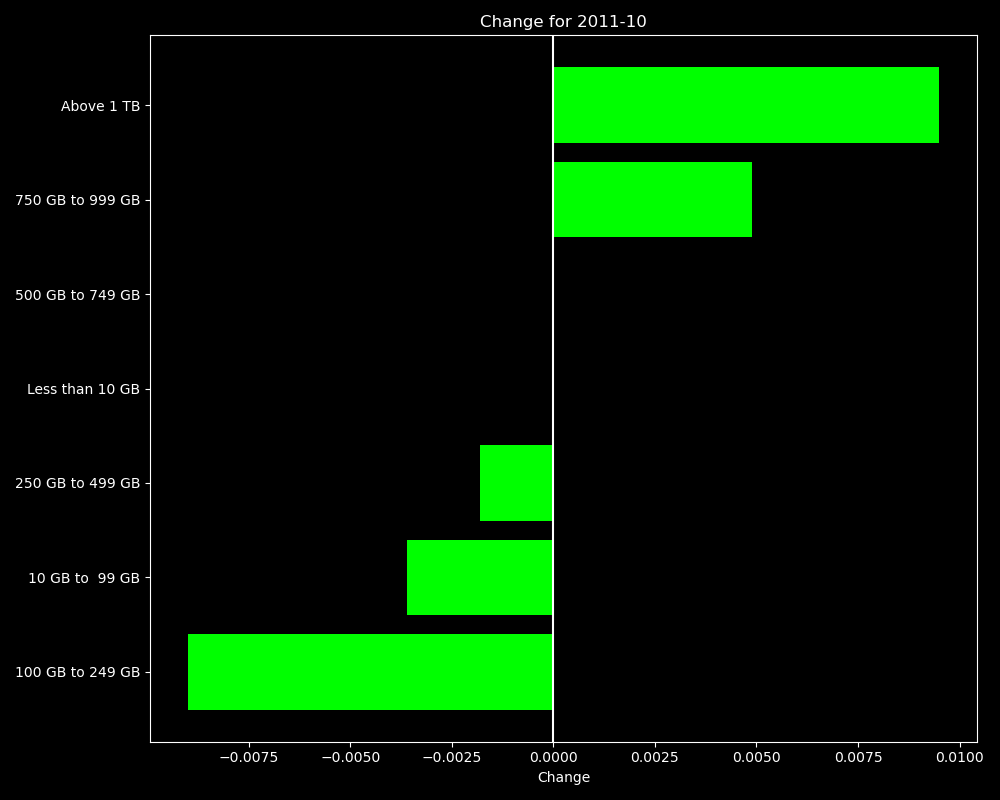 Change for 2011-10
Above 1 TB
750 GB to 999 GB
500 GB to 749 GB
Less than 10 GB
250 GB to 499 GB
10 GB to  99 GB
100 GB to 249 GB
−0.0075 −0.0050 −0.0025 0.0000 0.0025 0.0050 0.0075 0.0100
Change